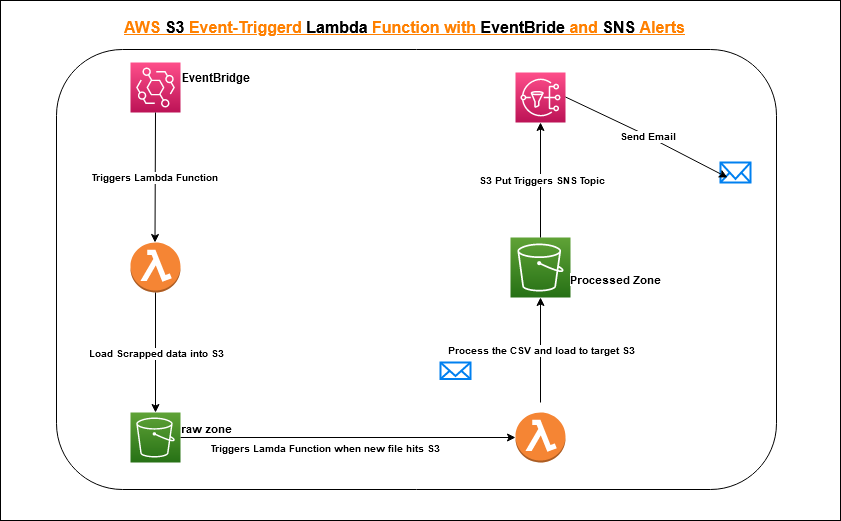 AWS S3 Event-Triggerd Lambda Function with EventBride and SNS Alerts
EventBridge
Send Email
Triggers Lambda Function
S3 Put Triggers SNS Topic
Processed Zone
Load Scrapped data into S3
Process the CSV and load to target S3
raw zone
Triggers Lamda Function when new file hits S3